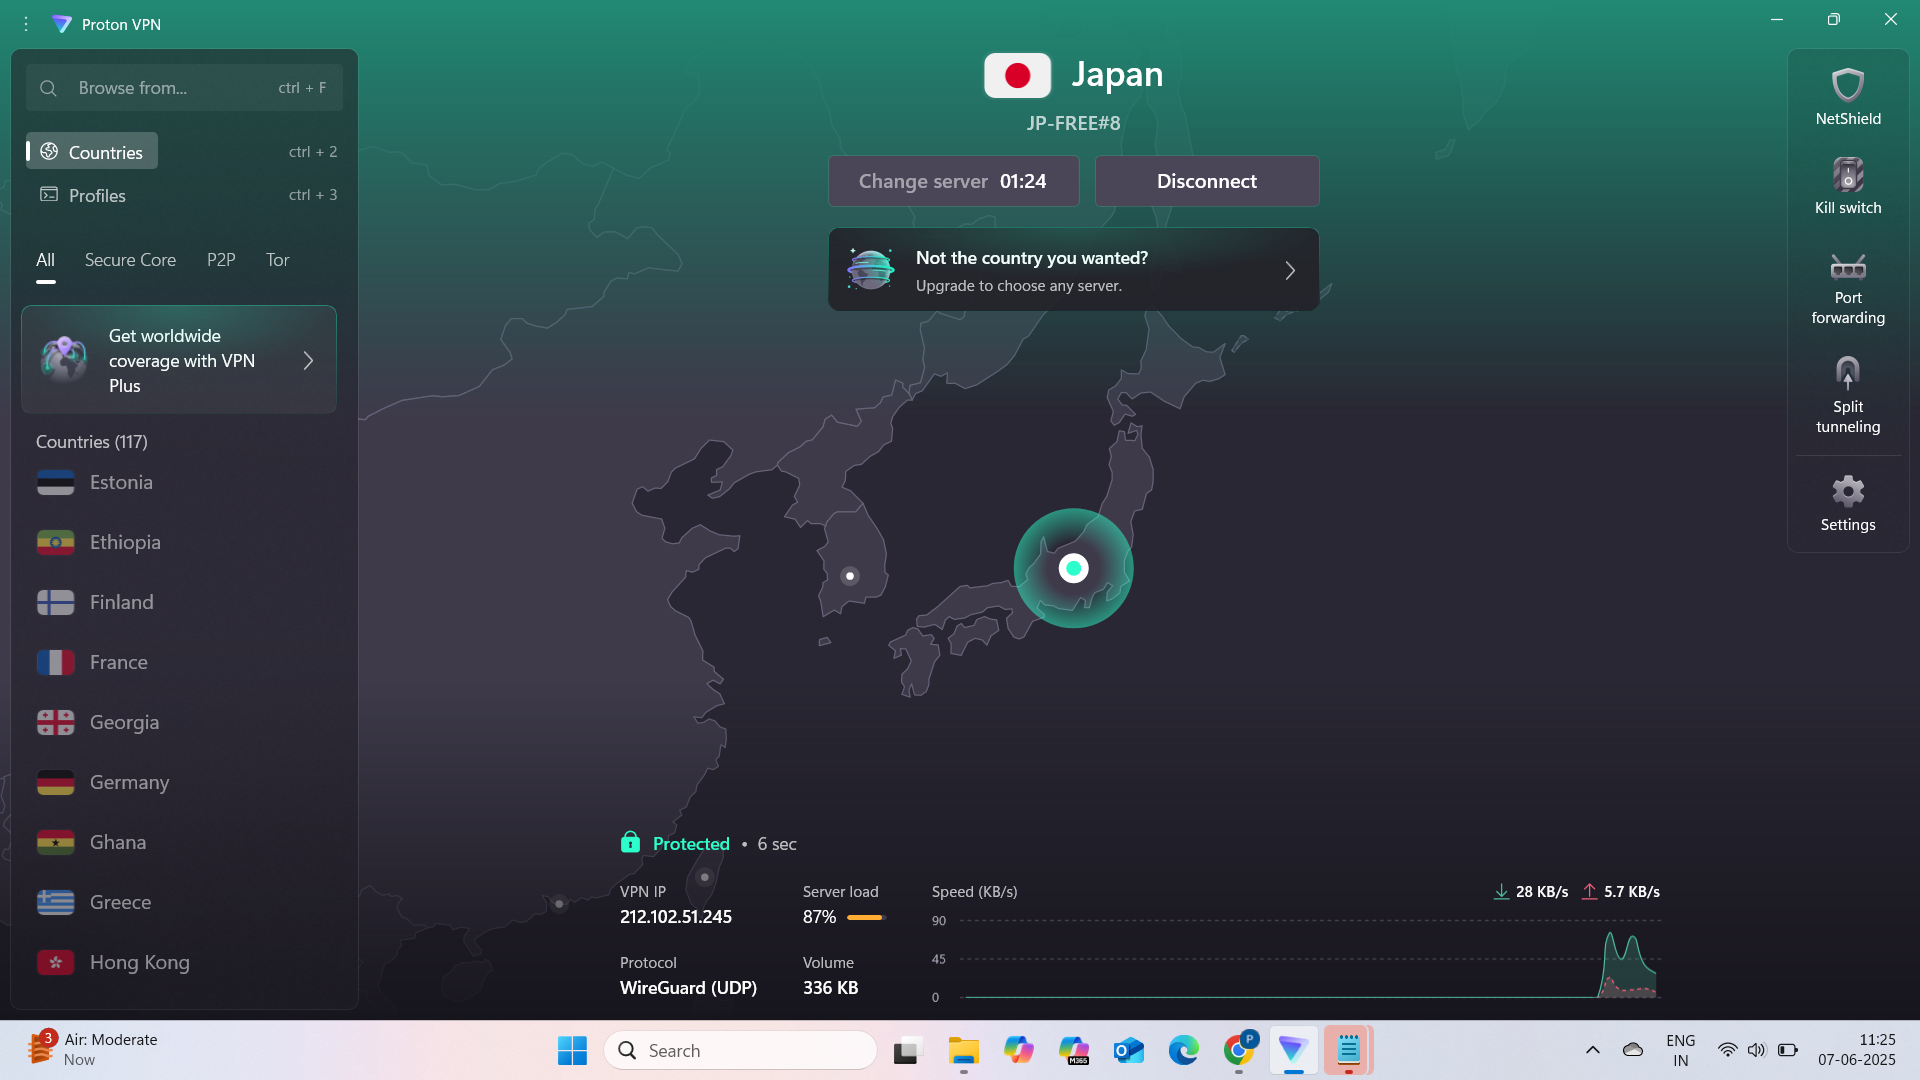 Proton VPN
Browse from...
ctrl + F
Countries
ctrl + 2
Profiles
ctrl + 3
All
Secure Core
P2P
Tor
Get worldwide
coverage with VPN
Plus
Countries (117)
Estonia
Ethiopia
Finland
France
Georgia
Germany
Ghana
Greece
Hong Kong
Japan
JP-FREE#8
Change server 01:24
Disconnect
Not the country you wanted?
Upgrade to choose any server.
NetShield
Kill switch
Port
forwarding
Split
tunneling
Settings
Protected • 6 sec
VPN IP
212.102.51.245
Server load
87%
Protocol
WireGuard (UDP)
Volume
336 KB
Speed (KB/s)
28 KB/s
5.7 KB/s
90
45
0
3
Air: Moderate
Now
Search
M365
P
ENG
IN
11:25
07-06-2025